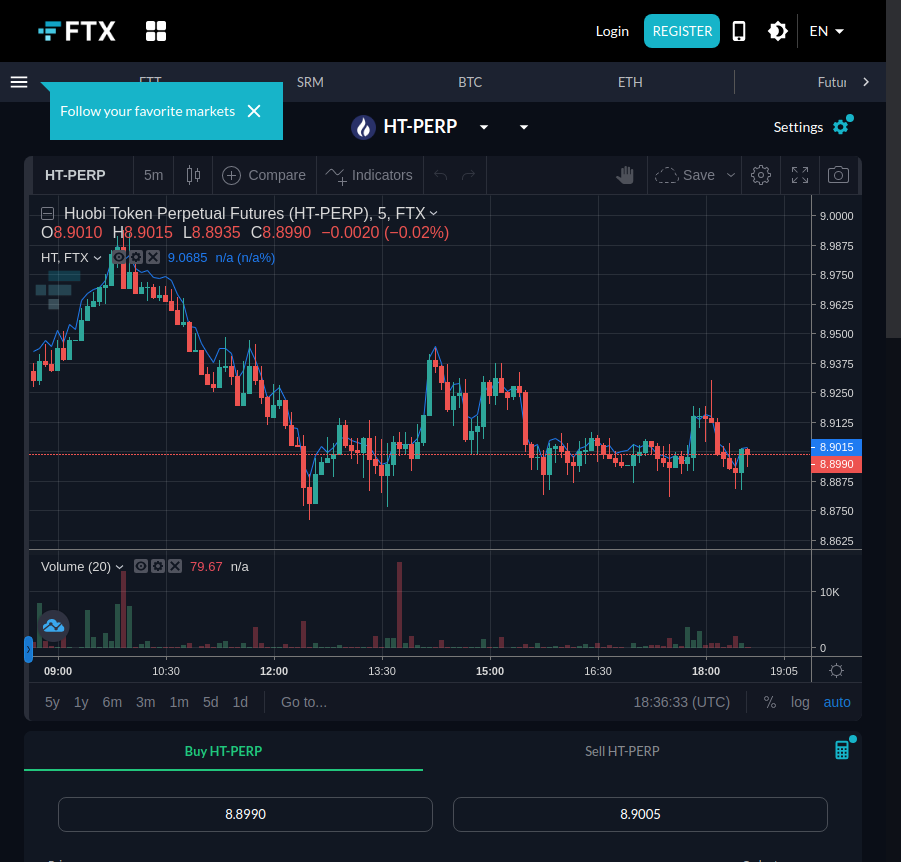 FTX
Login
REGISTER
EN
FTT
SRM
BTC
ETH
Futur
Follow your favorite markets
HT-PERP
Settings
HT-PERP
5m
Compare
Indicators
Save
Huobi Token Perpetual Futures (HT-PERP), 5, FTX
O8.9010 H8.9015 L8.8935 C8.8990 −0.0020 (−0.02%)
HT, FTX 9.0685 n/a (n/a%)
9.0000
8.9875
8.9750
8.9625
8.9500
8.9375
8.9250
8.9125
8.9015
8.8990
8.8875
8.8750
8.8625
Volume (20) 79.67 n/a
10K
0
09:00 10:30 12:00 13:30 15:00 16:30 18:00 19:05
5y 1y 6m 3m 1m 5d 1d Go to... 18:36:33 (UTC) % log auto
Buy HT-PERP
Sell HT-PERP
8.8990
8.9005